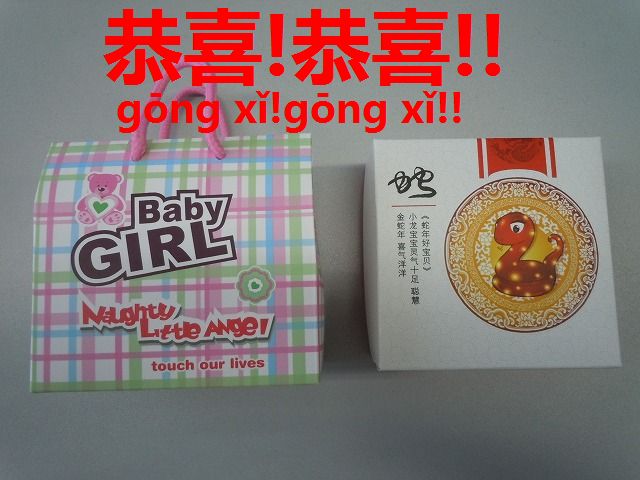 恭喜!恭喜!!
gōng xǐ!gōng xǐ!!
Baby
GIRL
Naughty
Little Angel
touch our lives
蛇
《蛇年好宝贝》
小龙宝宝灵气十足 聪慧
金蛇年 喜气洋洋